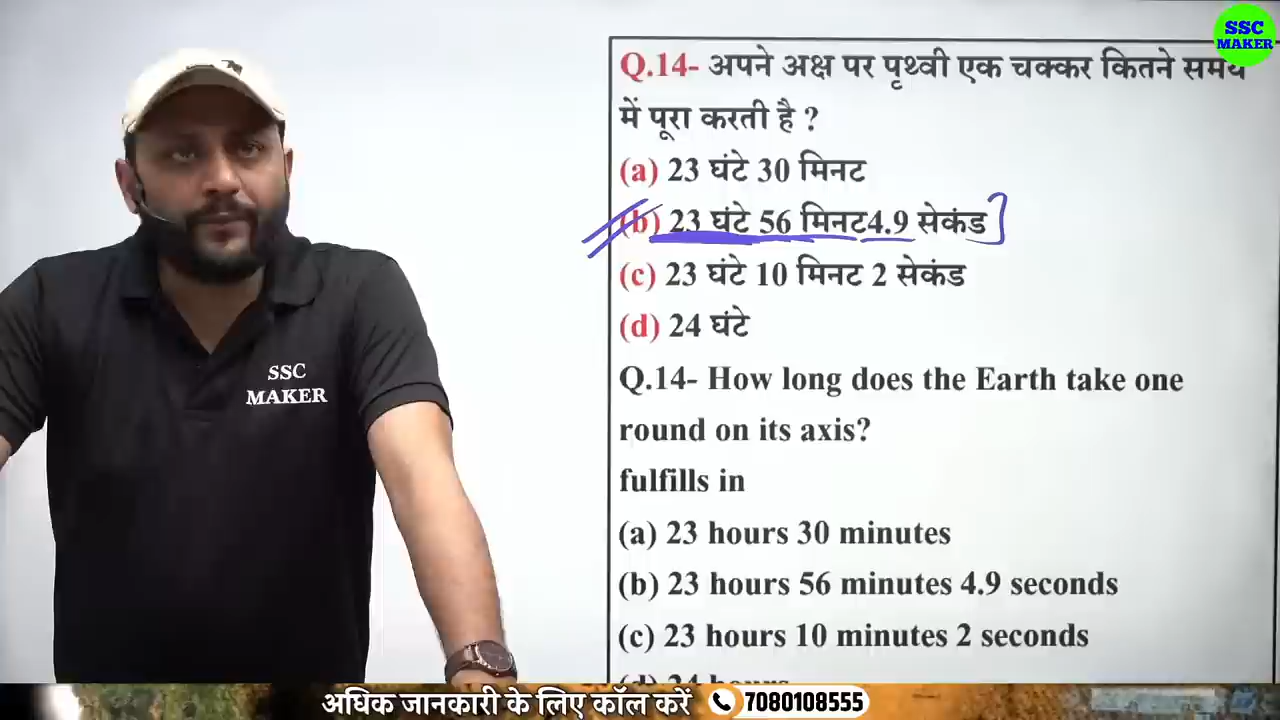 SSC
MAKER
Q.14- अपने अक्ष पर पृथ्वी एक चक्कर कितने समय
में पूरा करती है ?
(a) 23 घंटे 30 मिनट
(b) 23 घंटे 56 मिनट4.9 सेकंड
(c) 23 घंटे 10 मिनट 2 सेकंड
(d) 24 घंटे
Q.14- How long does the Earth take one
round on its axis?
fulfills in
(a) 23 hours 30 minutes
(b) 23 hours 56 minutes 4.9 seconds
(c) 23 hours 10 minutes 2 seconds
(d) 24 hours
SSC
MAKER
अधिक जानकारी के लिए कॉल करें 7080108555